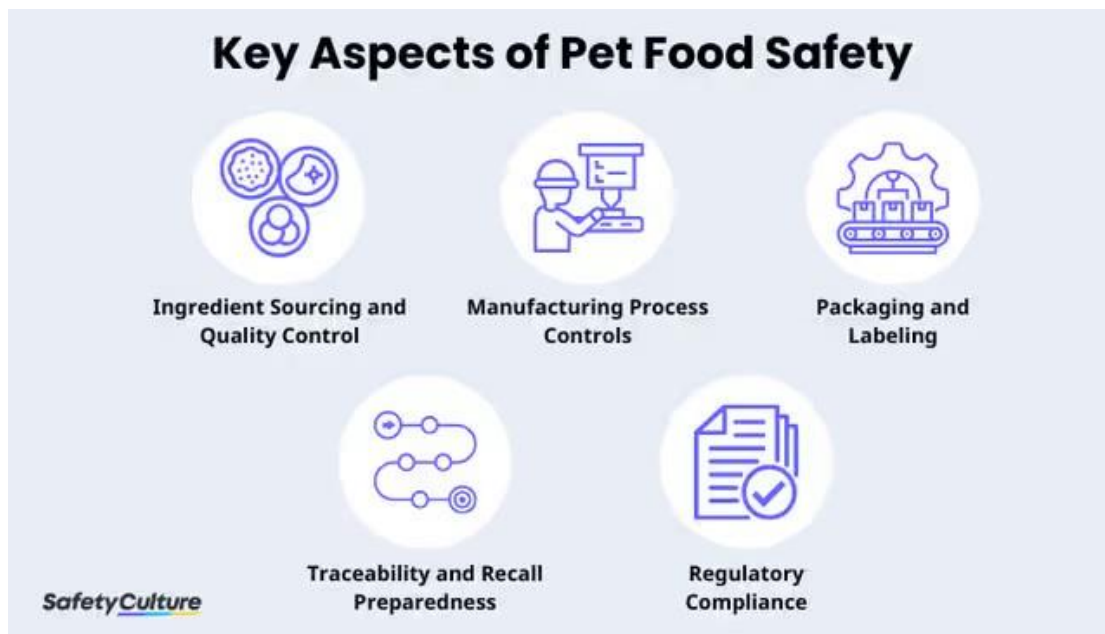 Key Aspects of Pet Food Safety
Ingredient Sourcing and
Quality Control
Manufacturing Process
Controls
Packaging and
Labeling
Traceability and Recall
Preparedness
Regulatory
Compliance
SafetyCulture